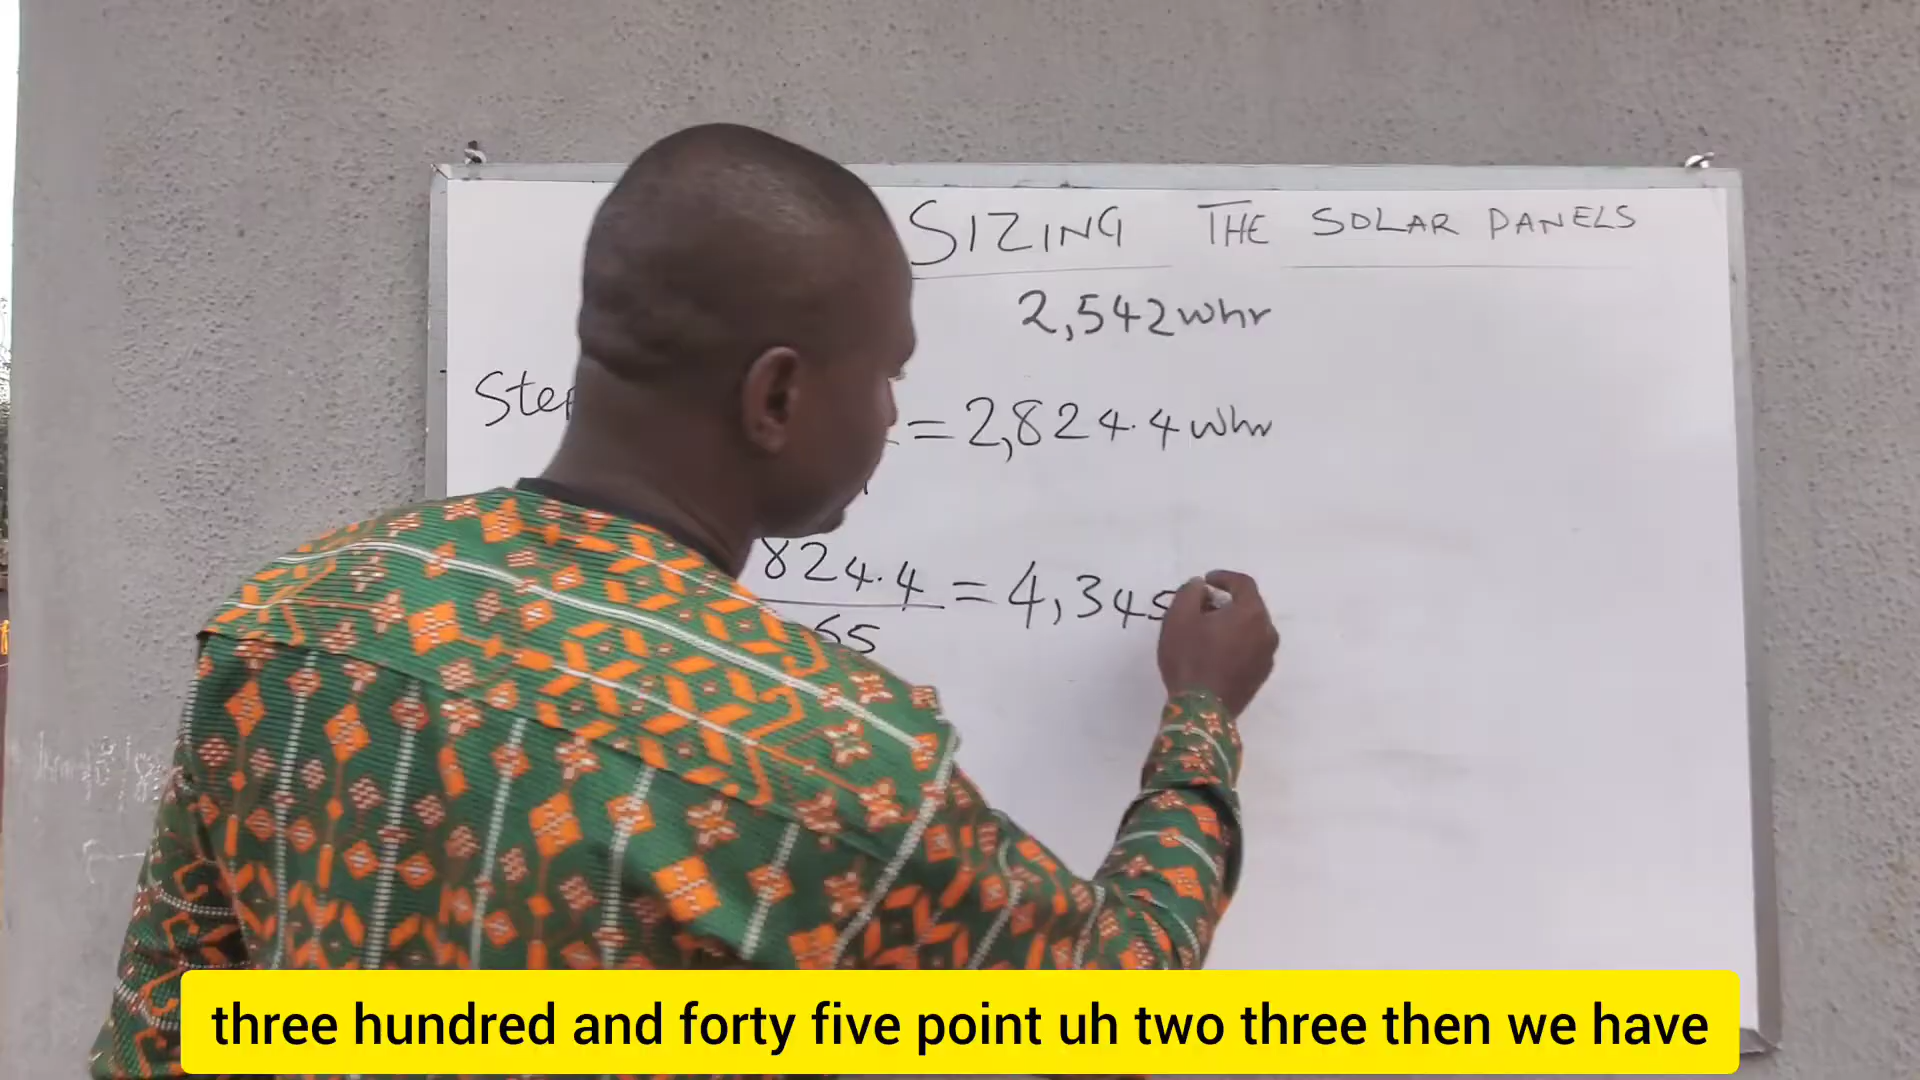 SIZING THE SOLAR PANELS
2,542whr
Step
=2,824.4whr
824.4 = 4,345
65
three hundred and forty five point uh two three then we have